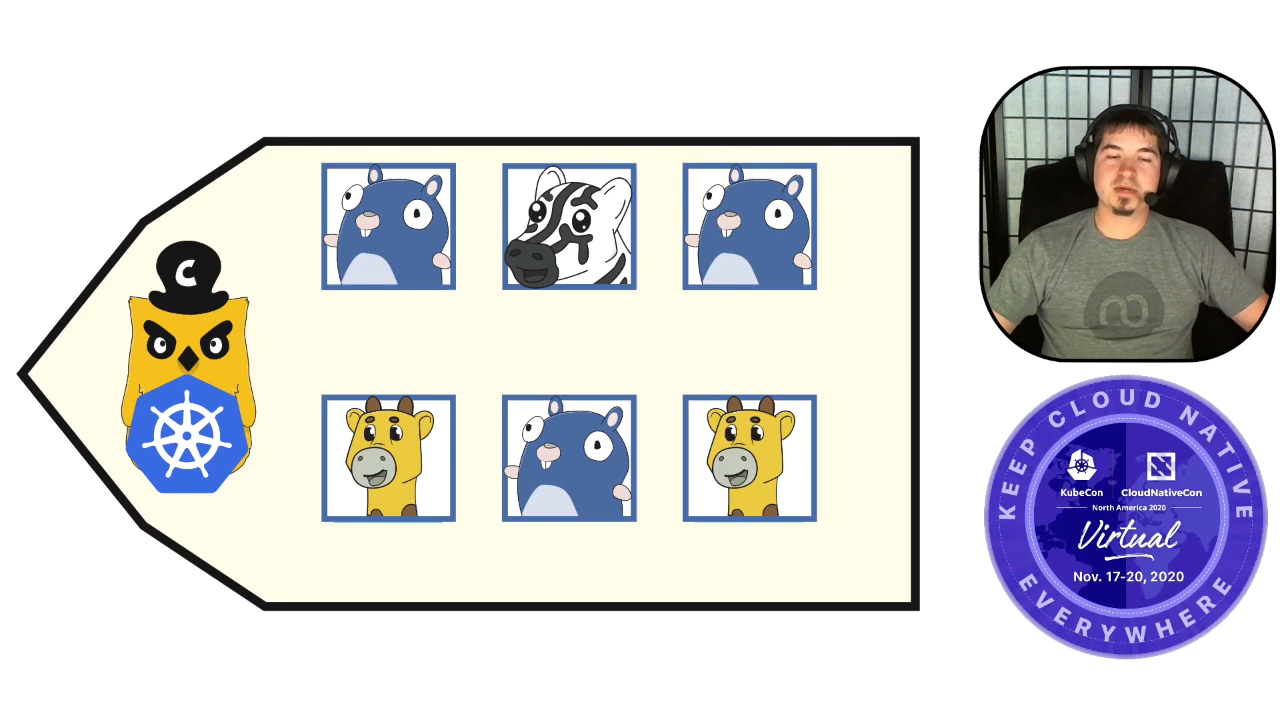 C
KEEP CLOUD NATIVE
KubeCon
CloudNativeCon
North America 2020
Virtual
Nov. 17-20, 2020
EVERYWHERE